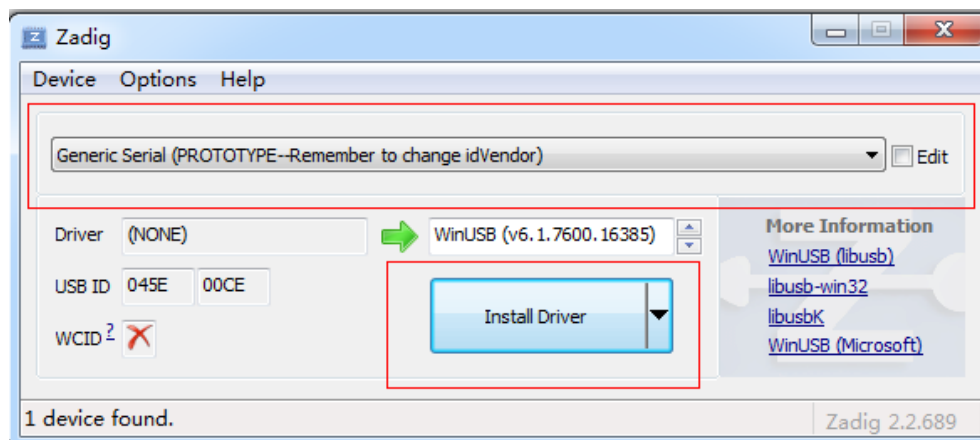 Zadig
Device Options Help
Generic Serial (PROTOTYPE--Remember to change idVendor)
Edit
Driver (NONE) WinUSB (v6.1.7600.16385)
USB ID 045E 00CE
WCID ?
Install Driver
More Information
WinUSB (libusb)
libusb-win32
libusbK
WinUSB (Microsoft)
1 device found.
Zadig 2.2.689